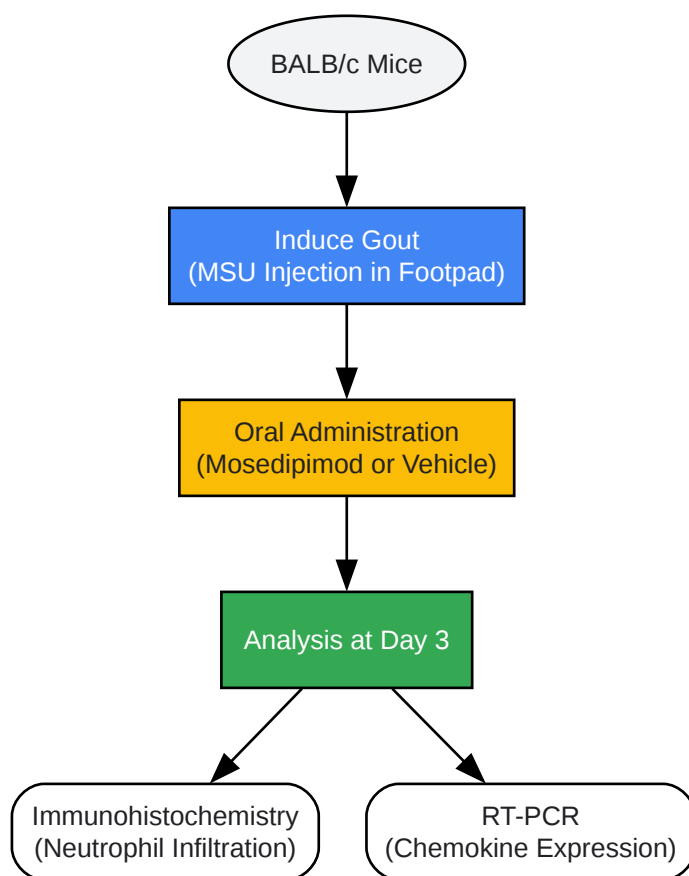 BALB/c Mice
Induce Gout
(MSU Injection in Footpad)
Oral Administration
(Mosedipimod or Vehicle)
Analysis at Day 3
Immunohistochemistry
(Neutrophil Infiltration)
RT-PCR
(Chemokine Expression)